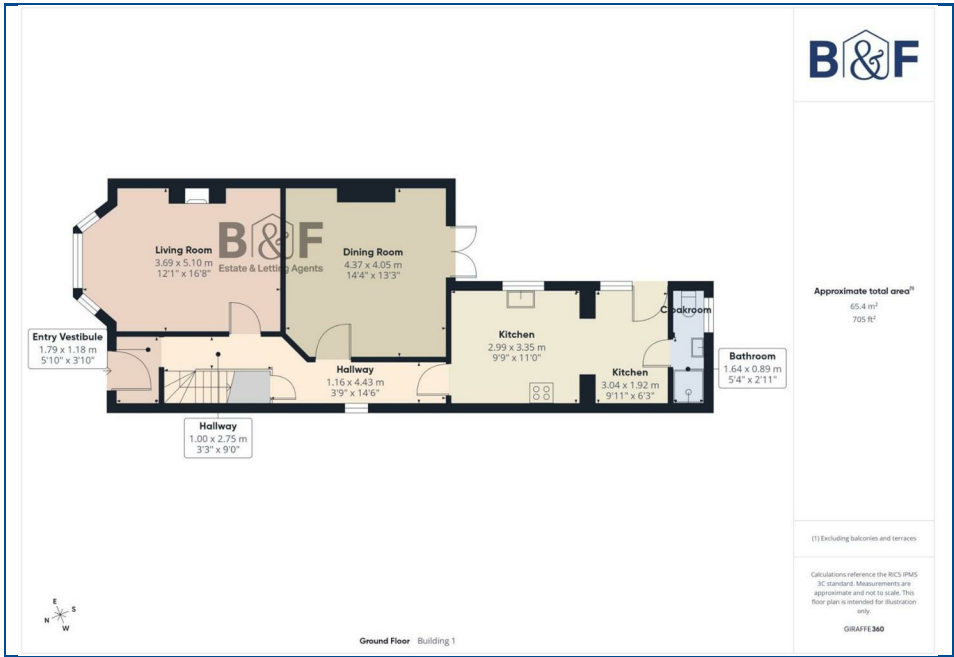 B&F
Living Room
3.69 x 5.10 m
12'1" x 16'8"
B&F
Estate & Letting Agents
Dining Room
4.37 x 4.05 m
14'4" x 13'3"
Entry Vestibule
1.79 x 1.18 m
5'10" x 3'10"
Hallway
1.16 x 4.43 m
3'9" x 14'6"
Hallway
1.00 x 2.75 m
3'3" x 9'0"
Kitchen
2.99 x 3.35 m
9'9" x 11'0"
Kitchen
3.04 x 1.92 m
9'11" x 6'3"
Cloakroom
Bathroom
1.64 x 0.89 m
5'4" x 2'11"
Approximate total area⁽¹⁾
65.4 m²
705 ft²
(1) Excluding balconies and terraces
Calculations reference the RICS IPMS
3C standard. Measurements are
approximate and not to scale. This
floor plan is intended for illustration
only.
GIRAFFE360
E
S
N
W
Ground Floor Building 1